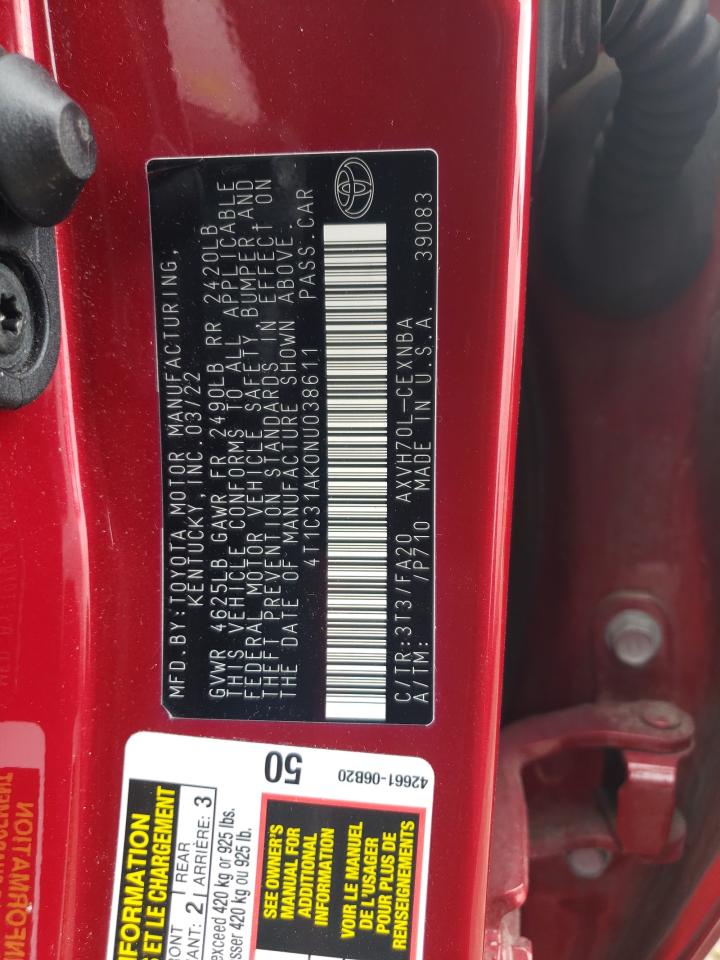 MFD.BY:TOYOTA MOTOR MANUFACTURING,
KENTUCKY, INC. 03/22
GVWR 4625LB GAWR FR 2490LB RR 2420LB
THIS VEHICLE CONFORMS TO ALL APPLICABLE
FEDERAL MOTOR VEHICLE SAFETY, BUMPER, AND
THEFT PREVENTION STANDARDS IN EFFECT ON
THE DATE OF MANUFACTURE SHOWN ABOVE.
4T1C31AK0NU038611 PASS.CAR
C/TR:3T3/FA20 AXVH70L-CEXNBA
A/TM: /P710 MADE IN U.S.A. 39083
50
42661-06B20
INFORMATION
S ET LE CHARGEMENT
RONT 2 REAR 3
ANT: ARRIÈRE:
exceed 420 kg or 925 lbs.
sser 420 kg ou 925 lb.
SEE OWNER'S
MANUAL FOR
ADDITIONAL
INFORMATION
VOIR LE MANUEL
DE L'USAGER
POUR PLUS DE
RENSEIGNEMENTS